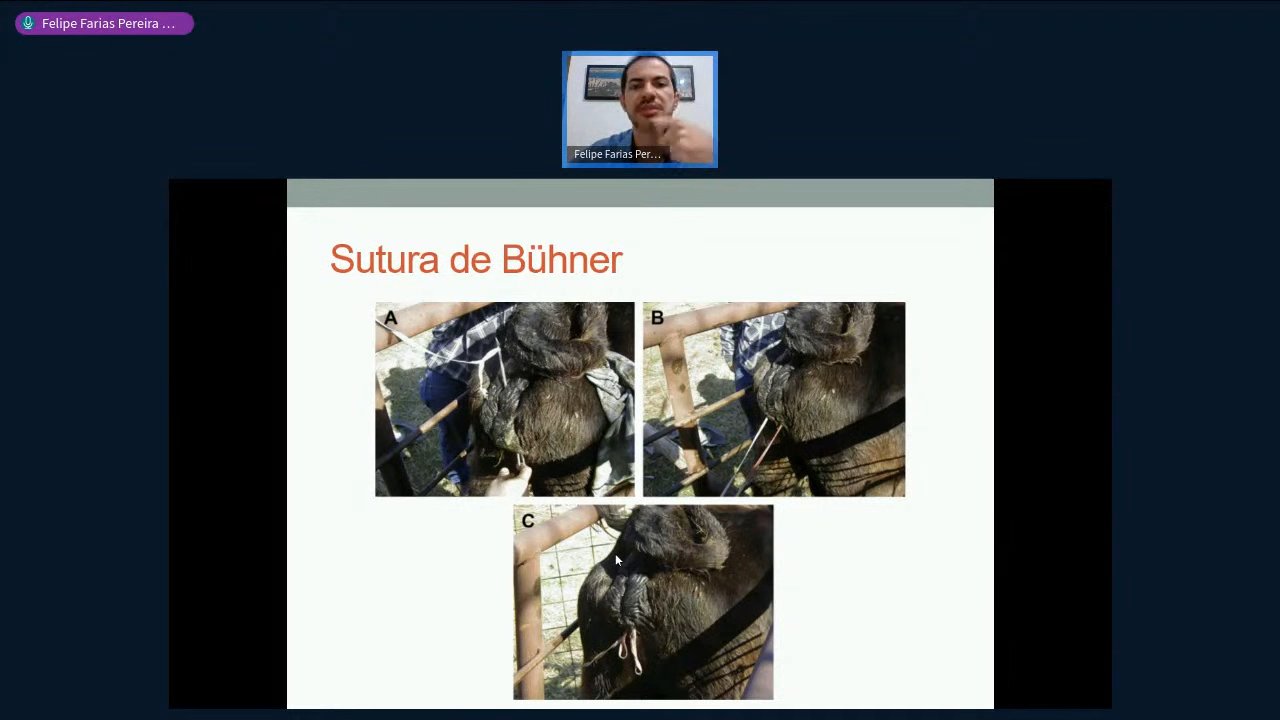 Felipe Farias Pereira ...
Felipe Farias Per...
Sutura de Bühner
A
B
C